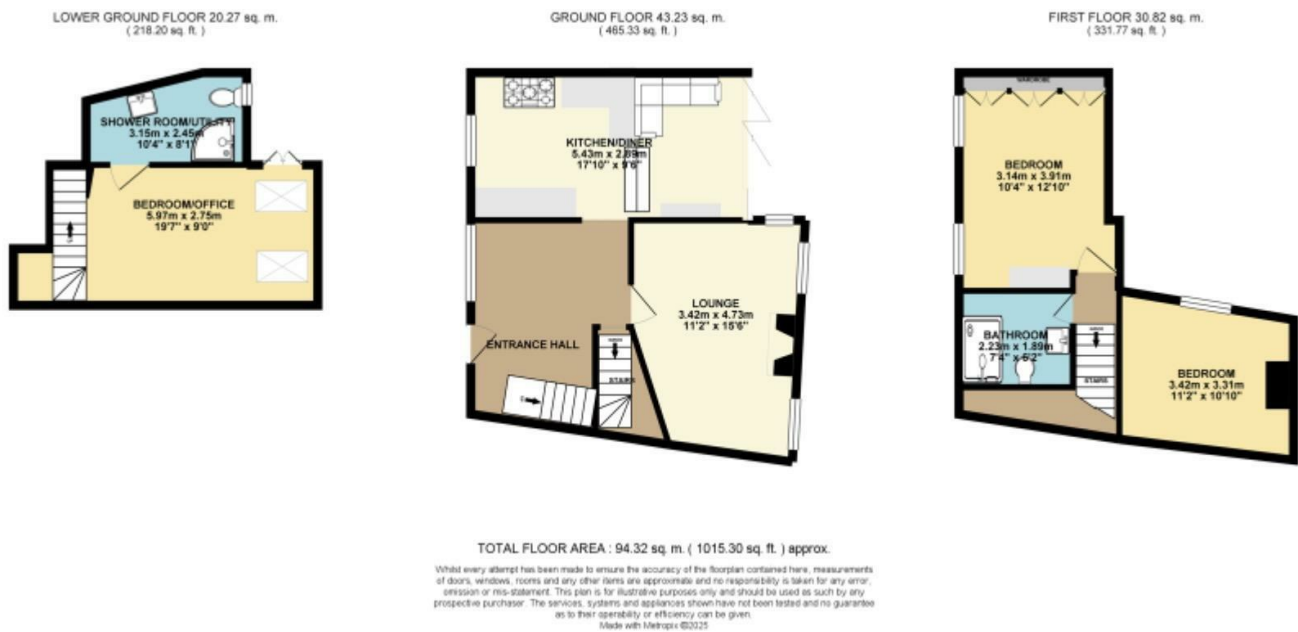 LOWER GROUND FLOOR 20.27 sq. m.
( 218.20 sq. ft. )
SHOWER ROOM/UTILITY
3.15m x 2.45m
10'4" x 8'1"
BEDROOM/OFFICE
5.97m x 2.75m
19'7" x 9'0"
GROUND FLOOR 43.23 sq. m.
( 465.33 sq. ft. )
KITCHEN/DINER
5.43m x 2.89m
17'10" x 9'6"
LOUNGE
3.42m x 4.73m
11'2" x 15'6"
ENTRANCE HALL
STAIRS
FIRST FLOOR 30.82 sq. m.
( 331.77 sq. ft. )
WARDROBE
BEDROOM
3.14m x 3.91m
10'4" x 12'10"
BATHROOM
2.23m x 1.89m
7'4" x 6'2"
STAIRS
BEDROOM
3.42m x 3.31m
11'2" x 10'10"
TOTAL FLOOR AREA : 94.32 sq. m. ( 1015.30 sq. ft. ) approx.
Whilst every attempt has been made to ensure the accuracy of the floorplan contained here, measurements
of doors, windows, rooms and any other items are approximate and no responsibility is taken for any error,
omission or mis-statement. This plan is for illustrative purposes only and should be used as such by any
prospective purchaser. The services, systems and appliances shown have not been tested and no guarantee
as to their operability or efficiency can be given.
Made with Metropix ©2025